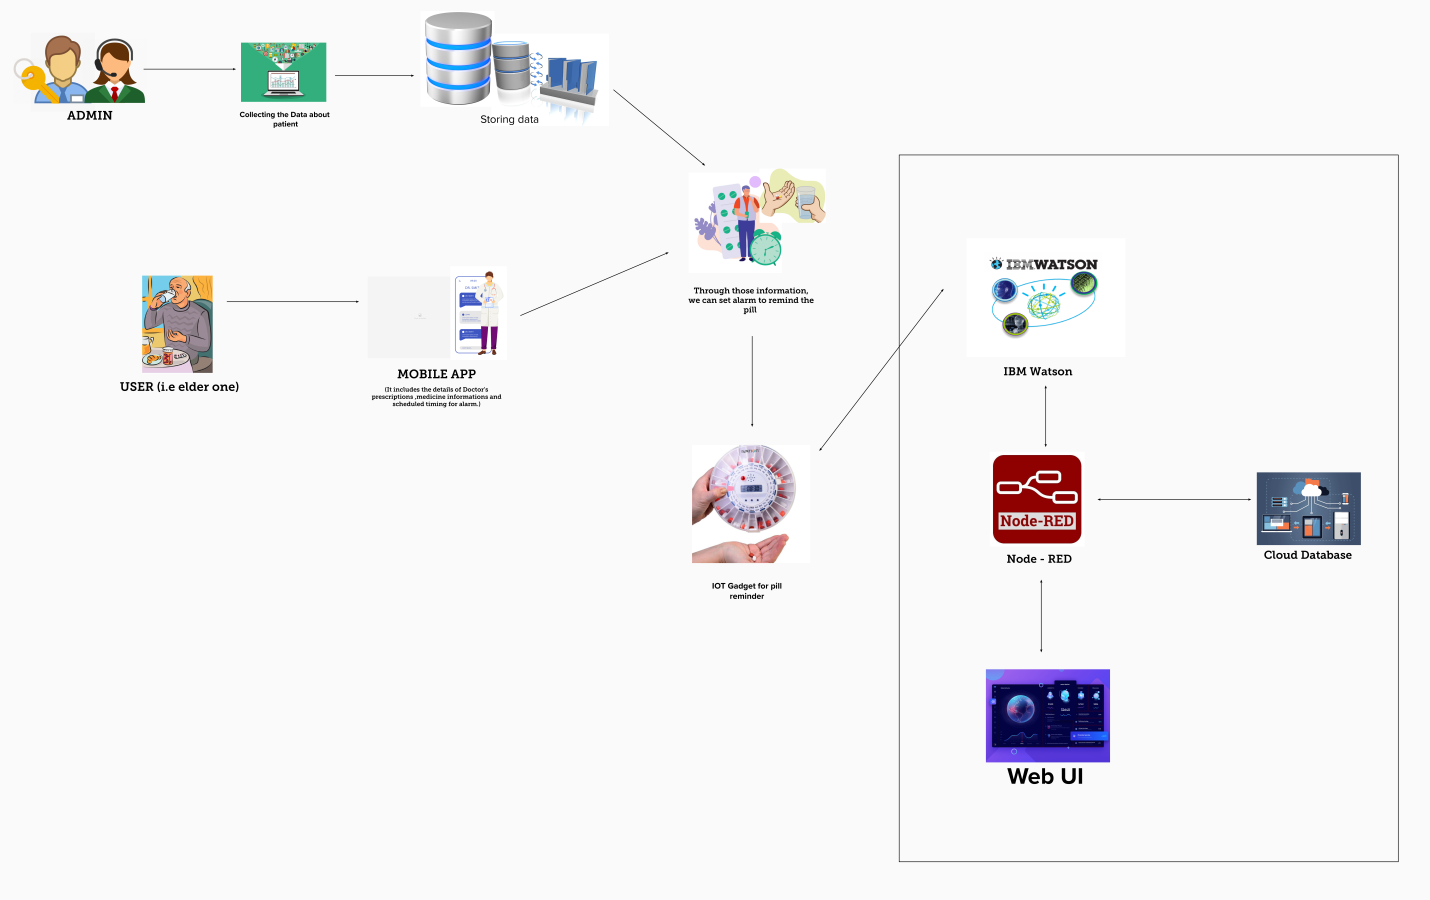 ADMIN
Collecting the Data about
patient
Storing data
Through those information,
we can set alarm to remind the
pill
USER (i.e elder one)
MOBILE APP
(It includes the details of Doctor's
prescriptions ,medicine informations and
scheduled timing for alarm.)
IOT Gadget for pill
reminder
IBMWATSON
IBM Watson
Node-RED
Node - RED
Cloud Database
Web UI